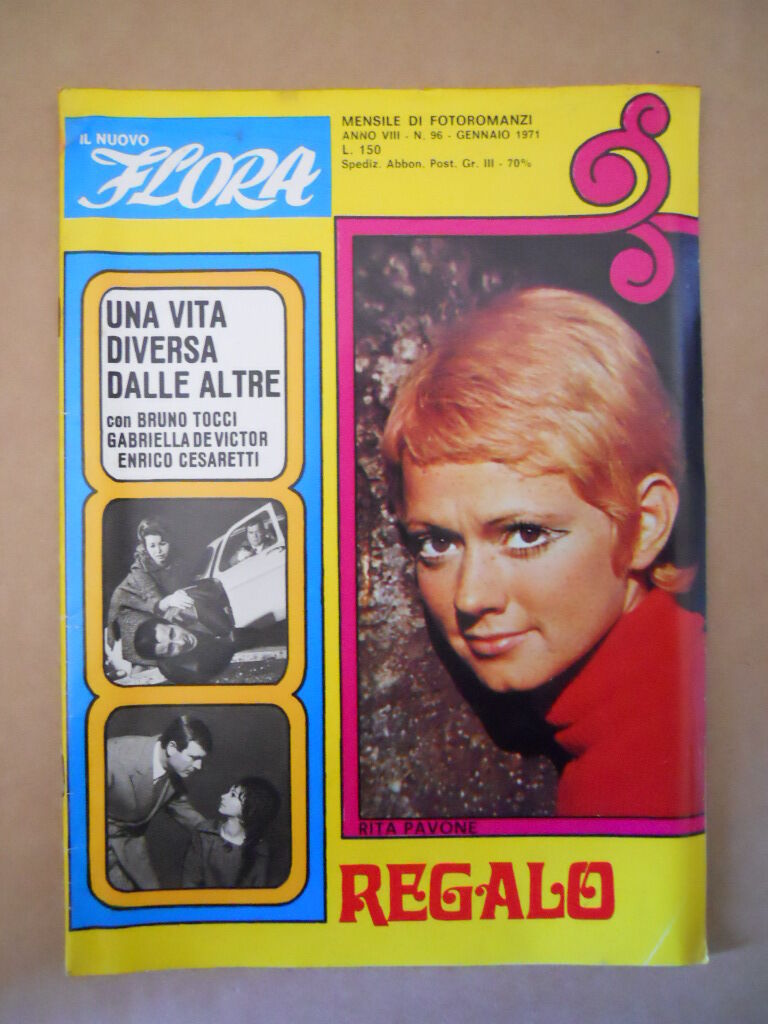 IL NUOVO
FLORA
MENSILE DI FOTOROMANZI
ANNO VIII - N. 96 - GENNAIO 1971
L. 150
Spediz. Abbon. Post. Gr. III - 70%
UNA VITA
DIVERSA
DALLE ALTRE
con BRUNO TOCCI
GABRIELLA DE VICTOR
ENRICO CESARETTI
RITA PAVONE
REGALO